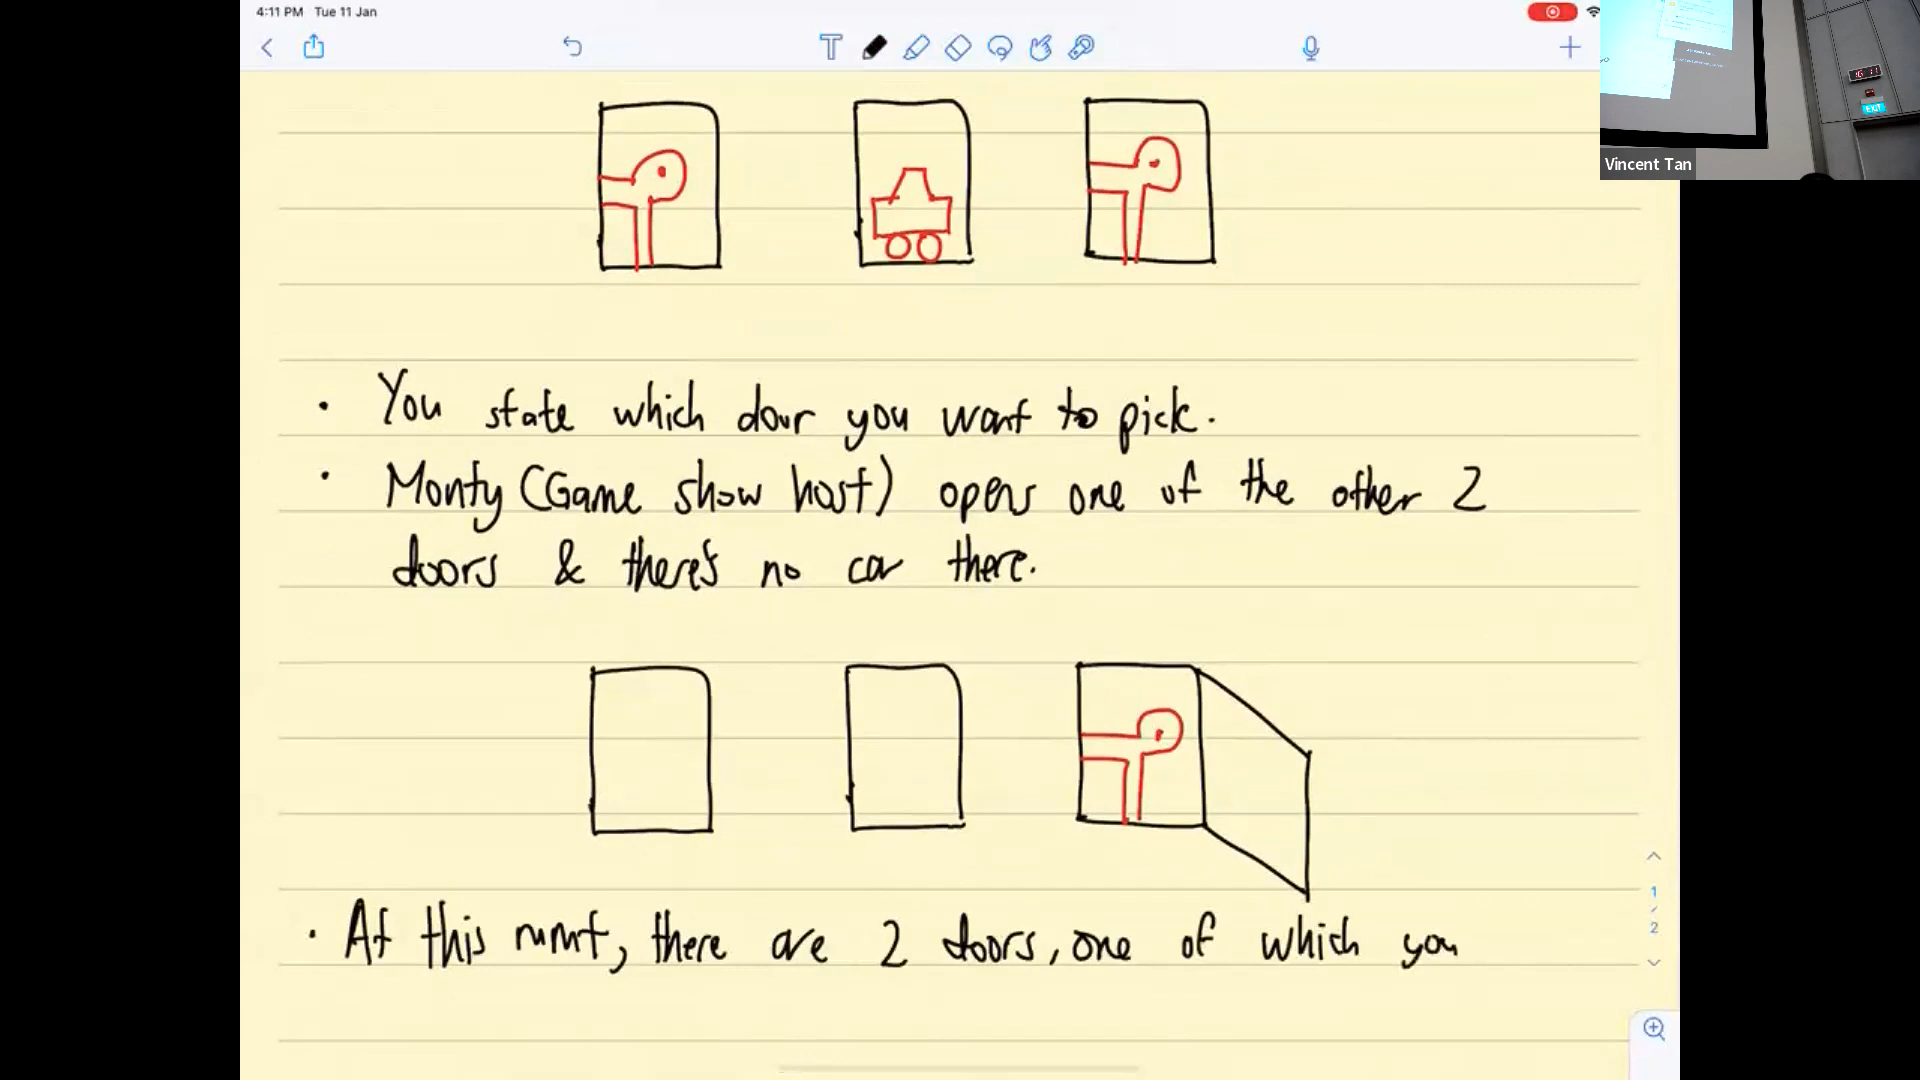 4:11 PM Tue 11 Jan
Vincent Tan
EXIT
• You state which door you want to pick.
• Monty (Game show host) opens one of the other 2
doors & there's no car there.
• At this mmt, there are 2 doors, one of which you
1
2